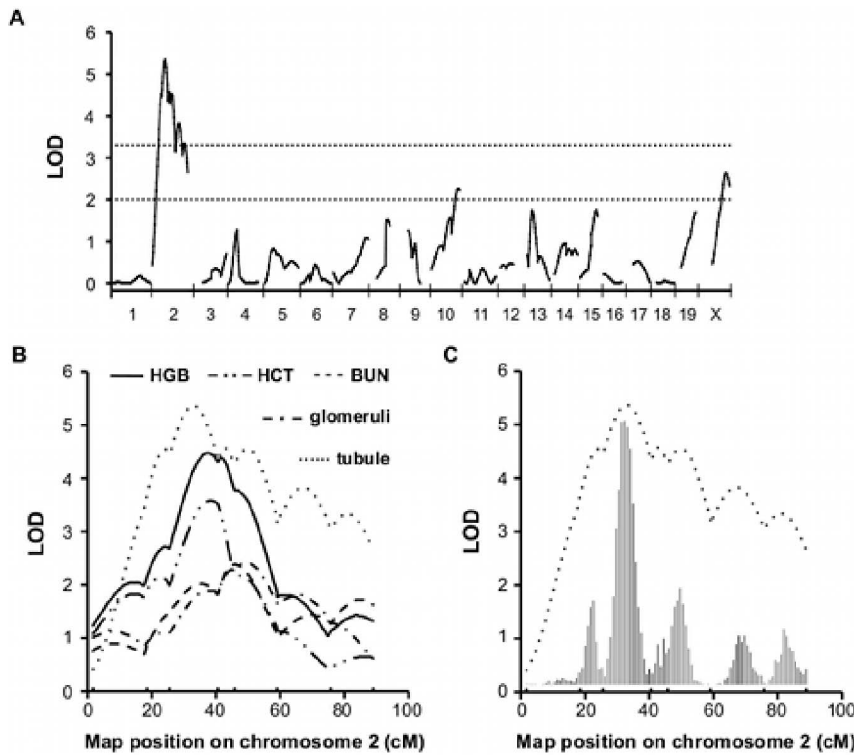 A
6
5
4
3
2
1
0
LOD
1 2 3 4 5 6 7 8 9 10 11 12 13 14 15 16 17 18 19 X
B
6
5
4
3
2
1
0
LOD
HGB HCT BUN
glomeruli
tubule
0 20 40 60 80 100
Map position on chromosome 2 (cM)
C
6
5
4
3
2
1
0
LOD
0 20 40 60 80 100
Map position on chromosome 2 (cM)